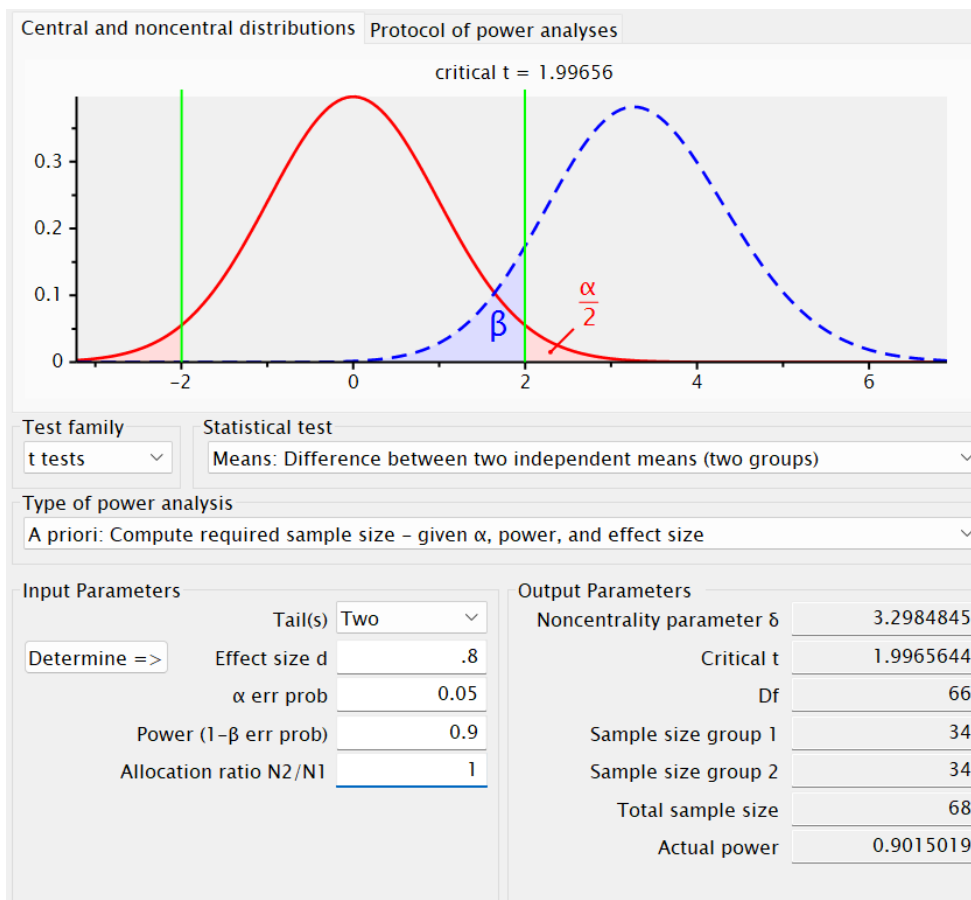 Central and noncentral distributions Protocol of power analyses
critical t = 1.99656
0.3
0.2
0.1
0
β
α
2
-2 0 2 4 6
Test family Statistical test
t tests Means: Difference between two independent means (two groups)
Type of power analysis
A priori: Compute required sample size – given α, power, and effect size
Input Parameters
Tail(s) Two
Determine => Effect size d .8
α err prob 0.05
Power (1-β err prob) 0.9
Allocation ratio N2/N1 1
Output Parameters
Noncentrality parameter δ 3.2984845
Critical t 1.9965644
Df 66
Sample size group 1 34
Sample size group 2 34
Total sample size 68
Actual power 0.9015019